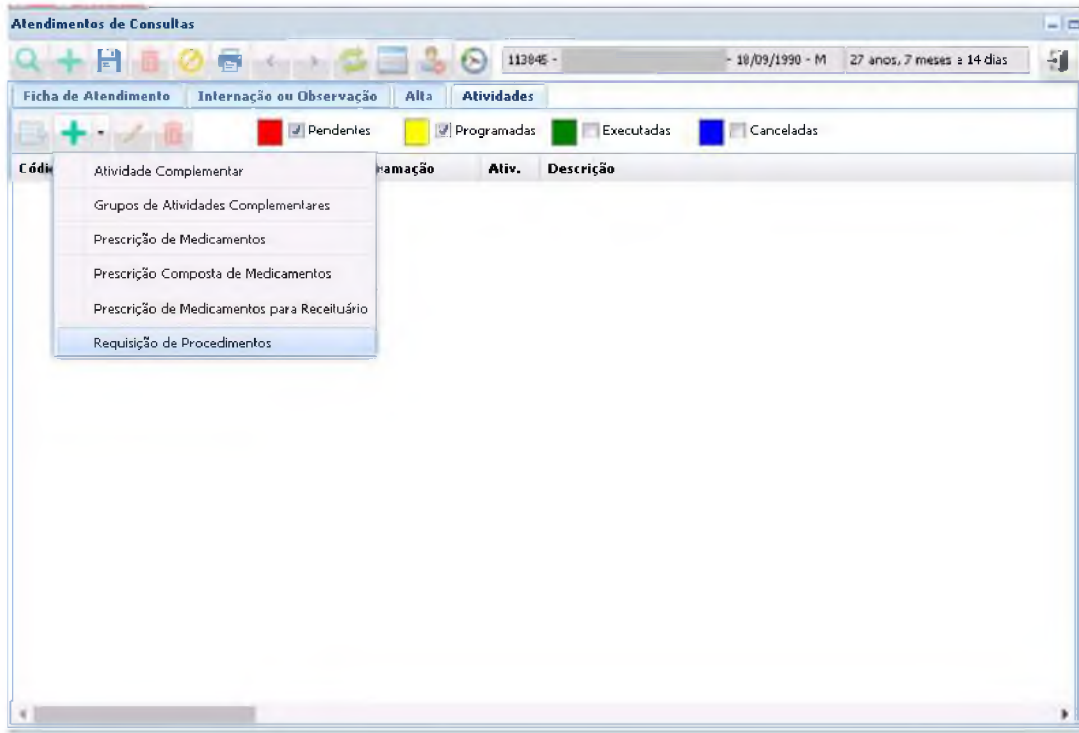 Atendimentos de Consultas
113845 - - 18/09/1990 - M 27 anos, 7 meses e 14 dias
Ficha de Atendimento Internação ou Observação Alta Atividades
Pendentes Programadas Executadas Canceladas
Ativ. Descrição
Atividade Complementar
Grupos de Atividades Complementares
Prescrição de Medicamentos
Prescrição Composta de Medicamentos
Prescrição de Medicamentos para Receituário
Requisição de Procedimentos